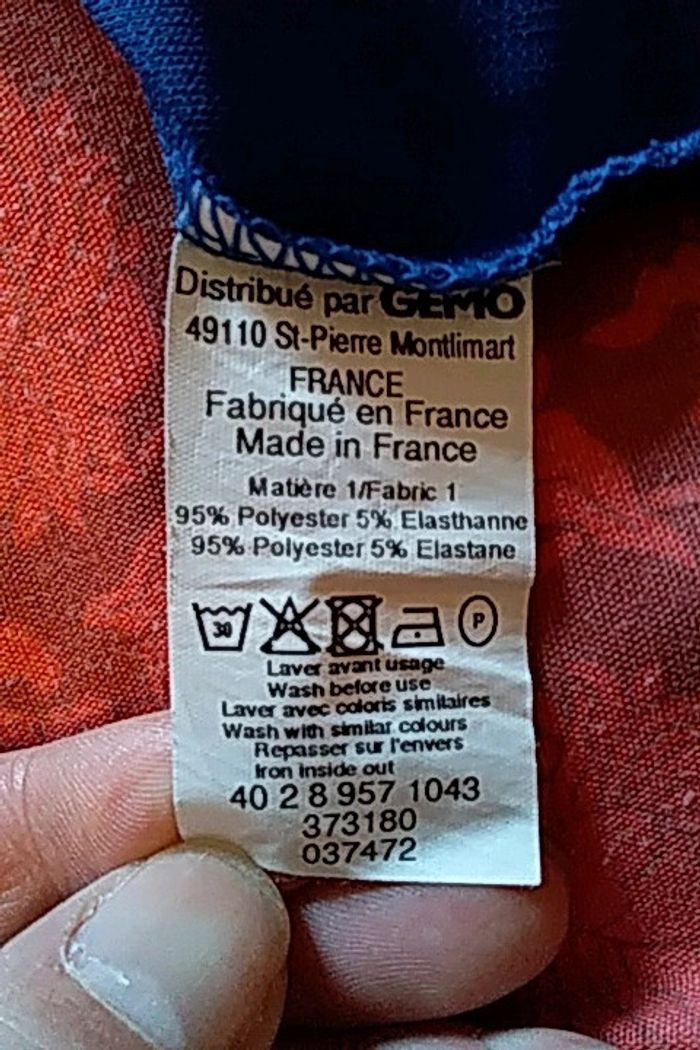 Distribué par GEMO
49110 St-Pierre Montlimart
FRANCE
Fabriqué en France
Made in France
Matière 1/Fabric 1
95% Polyester 5% Elasthanne
95% Polyester 5% Elastane
30 P
Laver avant usage
Wash before use
Laver avec coloris similaires
Wash with similar colours
Repasser sur l'envers
Iron inside out
40 2 8 957 1043
373180
037472